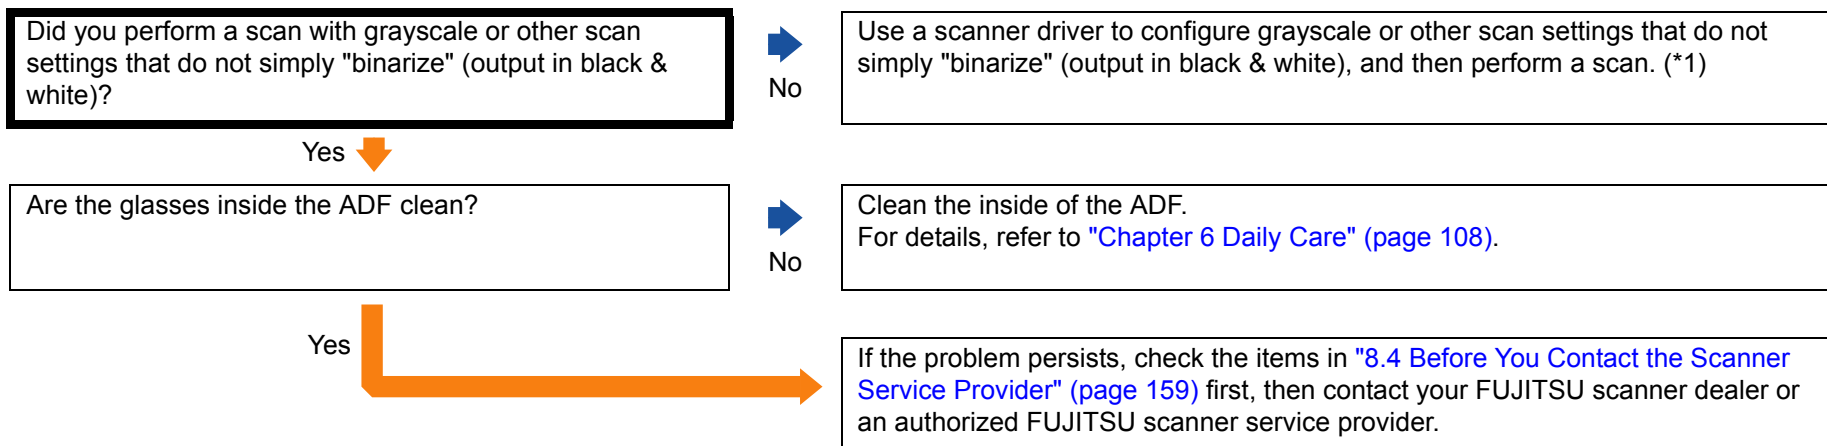 Did you perform a scan with grayscale or other scan
settings that do not simply "binarize" (output in black &
white)?
No
Use a scanner driver to configure grayscale or other scan settings that do not
simply "binarize" (output in black & white), and then perform a scan. (*1)
Yes
Are the glasses inside the ADF clean?
No
Clean the inside of the ADF.
For details, refer to "Chapter 6 Daily Care" (page 108).
Yes
If the problem persists, check the items in "8.4 Before You Contact the Scanner
Service Provider" (page 159) first, then contact your FUJITSU scanner dealer or
an authorized FUJITSU scanner service provider.